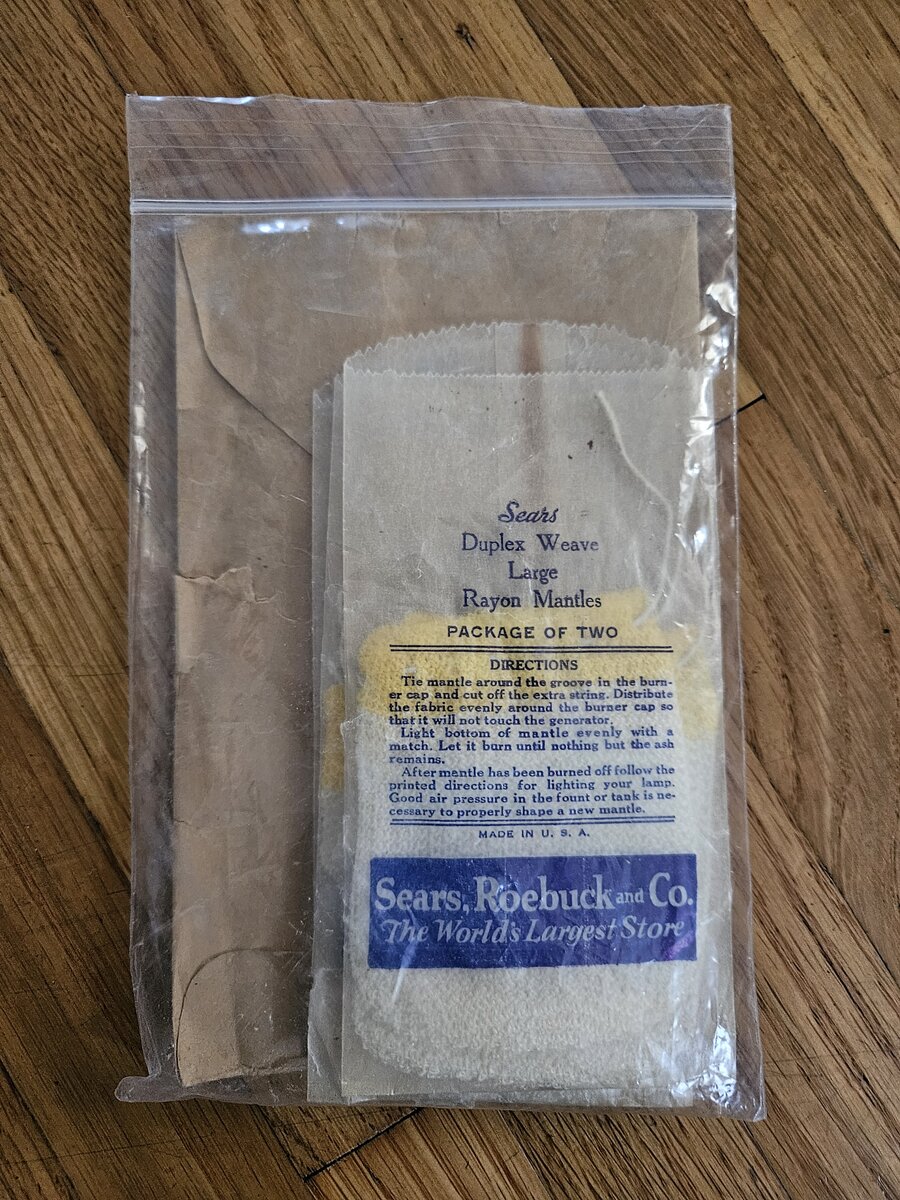 Sears
Duplex Weave
Large
Rayon Mantles
PACKAGE OF TWO
DIRECTIONS
Tie mantle around the groove in the burn-
er cap and cut off the extra string. Distribute
the fabric evenly around the burner cap so
that it will not touch the generator.
Light bottom of mantle evenly with a
match. Let it burn until nothing but the ash
remains.
After mantle has been burned off follow the
printed directions for lighting your lamp.
Good air pressure in the fount or tank is ne-
cessary to properly shape a new mantle.
MADE IN U. S. A.
Sears, Roebuck and Co.
The World's Largest Store